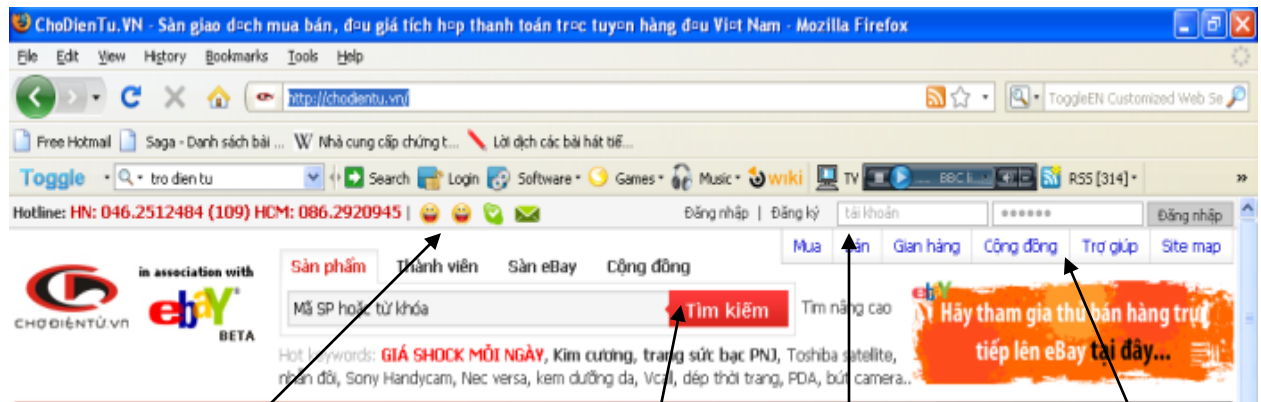 ChoDienTu.VN - Sàn giao d▫ch mua bán, đ▫u giá tích h▫p thanh toán tr▫c tuy▫n hàng đ▫u Vi▫t Nam - Mozilla Firefox
File Edit View History Bookmarks Tools Help
http://chodientu.vn/ ToggleEN Customized Web Se
Free Hotmail Saga - Danh sách bài ... W Nhà cung cấp chứng t... Lời dịch các bài hát tiế...
Toggle tro dien tu Search Login Software Games Music wiki TV BBC RSS [314] »
Hotline: HN: 046.2512484 (109) HCM: 086.2920945 | Đăng nhập | Đăng ký tài khoản •••••• Đăng nhập
Mua Bán Gian hàng Cộng đồng Trợ giúp Site map
CHỢĐIỆNTỬ.VN in association with ebY BETA
Sản phẩm Thành viên Sàn eBay Cộng đồng
Mã SP hoặc từ khóa Tìm kiếm Tìm nâng cao
Hot keywords: GIÁ SHOCK MỖI NGÀY, Kim cương, trang sức bạc PNJ, Toshiba satelite,
nhẫn đôi, Sony Handycam, Nec versa, kem dưỡng da, Vcall, dép thời trang, PDA, bút camera..
ebY Hãy tham gia thử bán hàng trực
tiếp lên eBay tại đây...